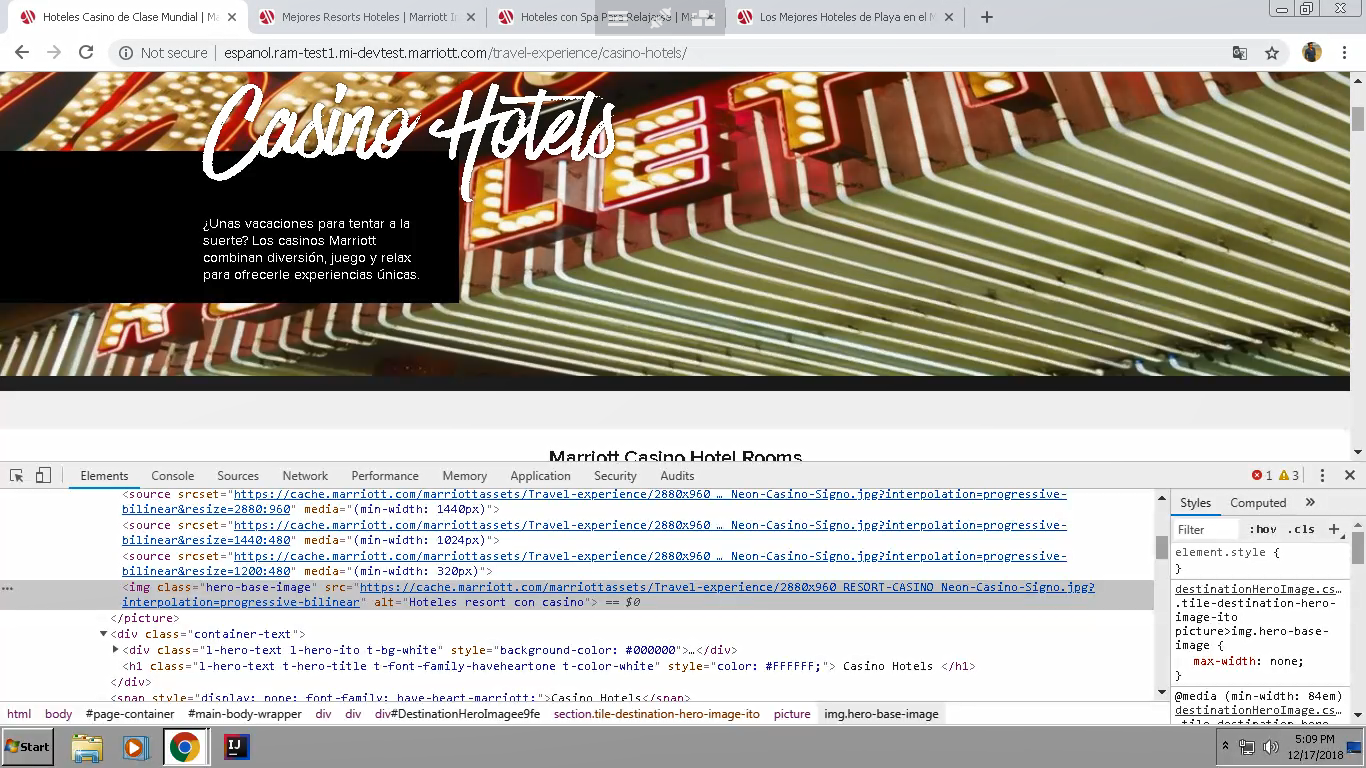 Hoteles Casino de Clase Mundial | M
Mejores Resorts Hoteles | Marriott I
Hoteles con Spa Para Relajarse | M
Los Mejores Hoteles de Playa en el M
Not secure | espanol.ram-test1.mi-devtest.marriott.com/travel-experience/casino-hotels/
Casino Hotels
LET
¿Unas vacaciones para tentar a la
suerte? Los casinos Marriott
combinan diversión, juego y relax
para ofrecerle experiencias únicas.
Marriott Casino Hotel Rooms
Elements Console Sources Network Performance Memory Application Security Audits 1 3
<source srcset="https://cache.marriott.com/marriottassets/Travel-experience/2880x960 … Neon-Casino-Signo.jpg?interpolation=progressive-
bilinear&resize=2880:960" media="(min-width: 1440px)">
<source srcset="https://cache.marriott.com/marriottassets/Travel-experience/2880x960 … Neon-Casino-Signo.jpg?interpolation=progressive-
bilinear&resize=1440:480" media="(min-width: 1024px)">
<source srcset="https://cache.marriott.com/marriottassets/Travel-experience/2880x960 … Neon-Casino-Signo.jpg?interpolation=progressive-
bilinear&resize=1200:480" media="(min-width: 320px)">
<img class="hero-base-image" src="https://cache.marriott.com/marriottassets/Travel-experience/2880x960 RESORT-CASINO Neon-Casino-Signo.jpg?
interpolation=progressive-bilinear" alt="Hoteles resort con casino"> == $0
</picture>
<div class="container-text">
<div class="l-hero-text l-hero-ito t-bg-white" style="background-color: #000000">…</div>
<h1 class="l-hero-text t-hero-title t-font-family-haveheartone t-color-white" style="color: #FFFFFF;"> Casino Hotels </h1>
</div>
<span style="display: none; font-family: have-heart-marriott;">Casino Hotels</span>
html body #page-container #main-body-wrapper div div div#DestinationHeroImagee9fe section.tile-destination-hero-image-ito picture img.hero-base-image
Styles Computed »
Filter :hov .cls +
element.style {
}
destinationHeroImage.cs…
.tile-destination-hero-
image-ito
picture>img.hero-base-
image {
max-width: none;
}
@media (min-width: 84em)
destinationHeroImage.cs…
.tile-destination-hero-
Start
5:09 PM
12/17/2018